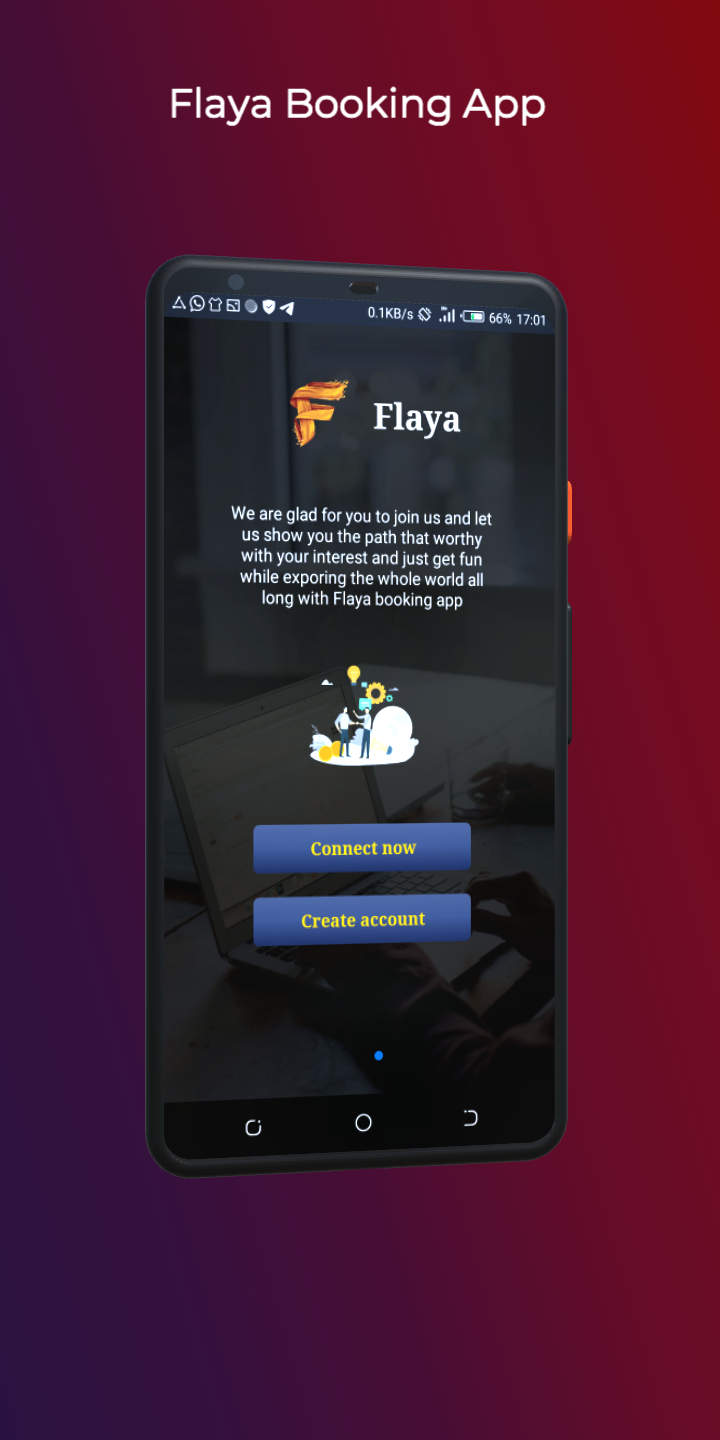 Flaya Booking App
0.1KB/s 66% 17:01
Flaya
We are glad for you to join us and let
us show you the path that worthy
with your interest and just get fun
while exporing the whole world all
long with Flaya booking app
Connect now
Create account